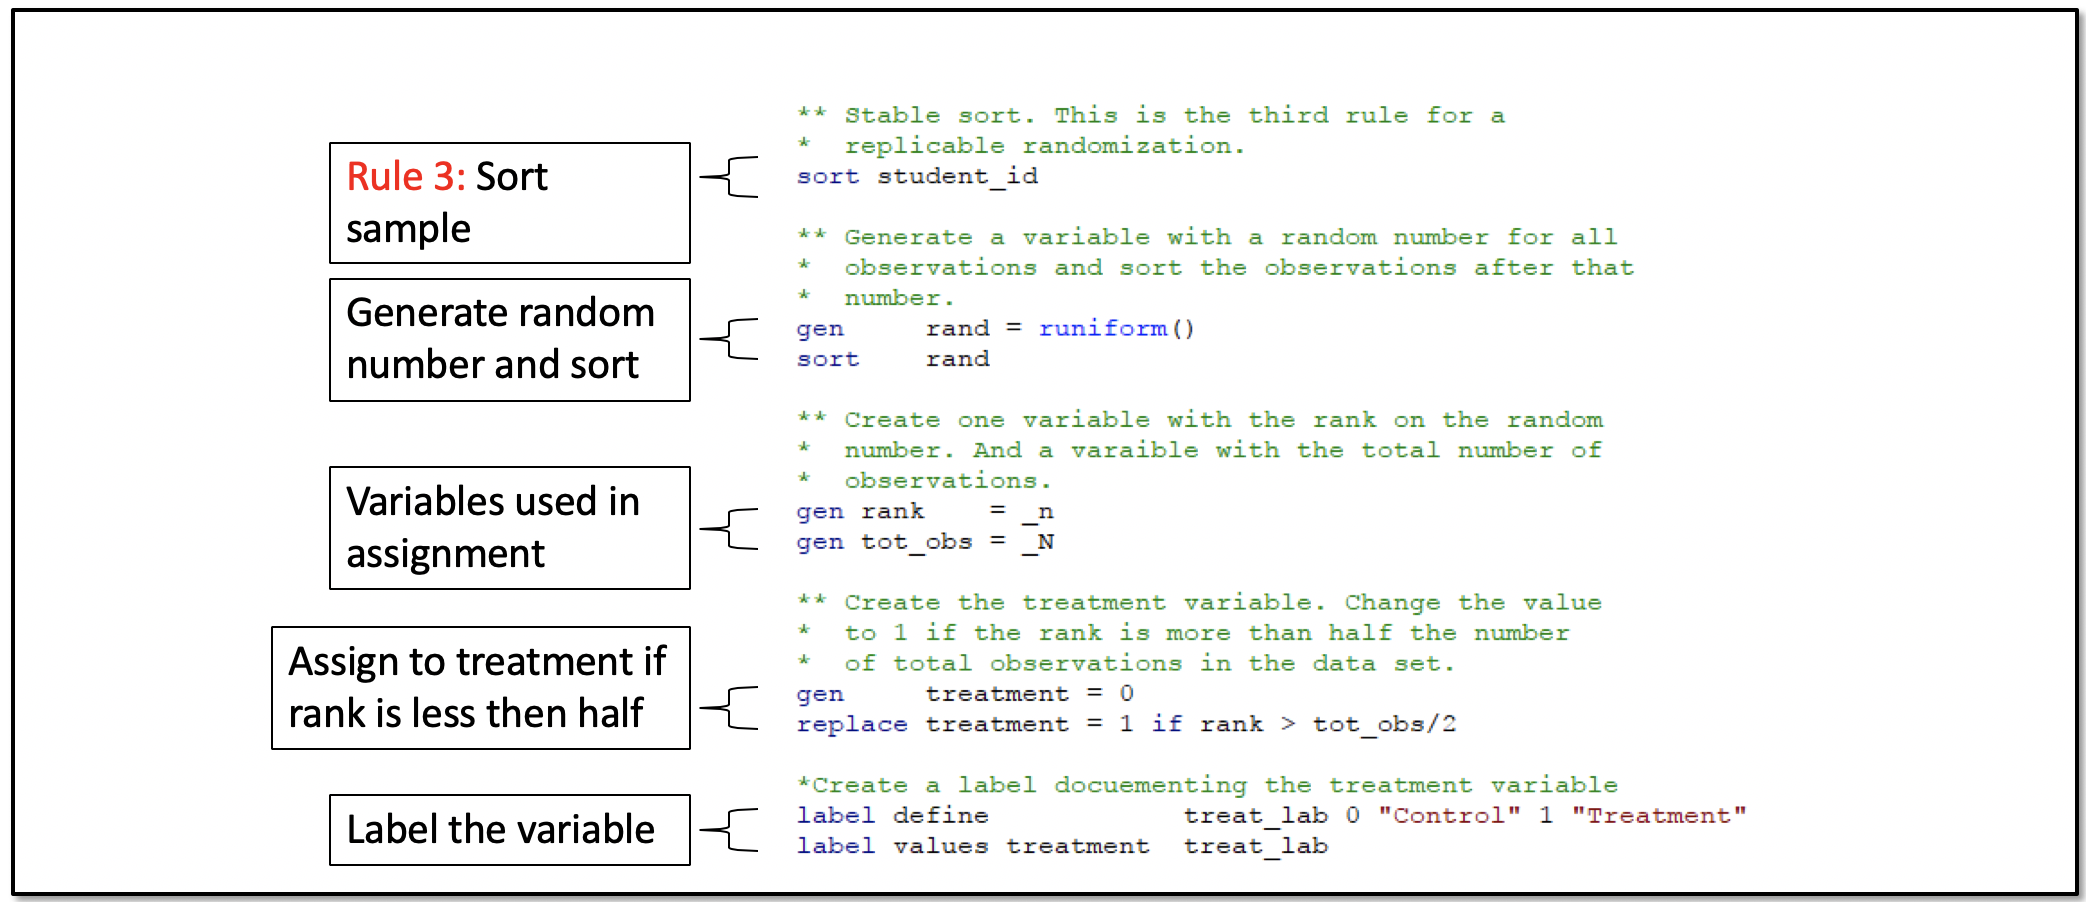 Rule 3: Sort
sample
Generate random
number and sort
Variables used in
assignment
Assign to treatment if
rank is less then half
Label the variable
** Stable sort. This is the third rule for a
*  replicable randomization.
sort student_id
** Generate a variable with a random number for all
*  observations and sort the observations after that
*  number.
gen     rand = runiform()
sort    rand
** Create one variable with the rank on the random
*  number. And a varaible with the total number of
*  observations.
gen rank    = _n
gen tot_obs = _N
** Create the treatment variable. Change the value
*  to 1 if the rank is more than half the number
*  of total observations in the data set.
gen     treatment = 0
replace treatment = 1 if rank > tot_obs/2
*Create a label docuementing the treatment variable
label define            treat_lab 0 "Control" 1 "Treatment"
label values treatment  treat_lab